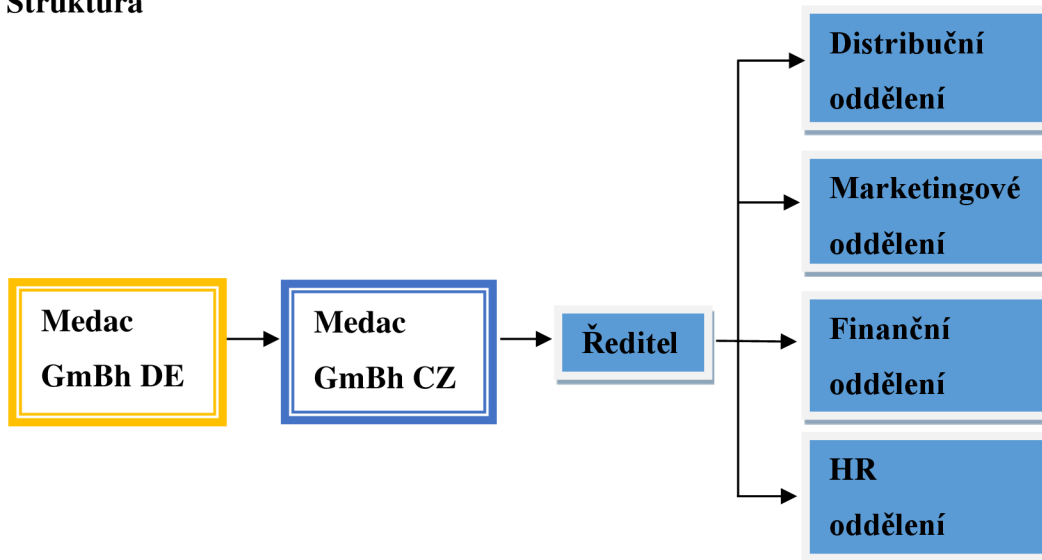 Struktura
Distribuční
oddělení
Marketingové
oddělení
Medac
GmBh DE
Medac
GmBh CZ
Ředitel
Finanční
oddělení
HR
oddělení